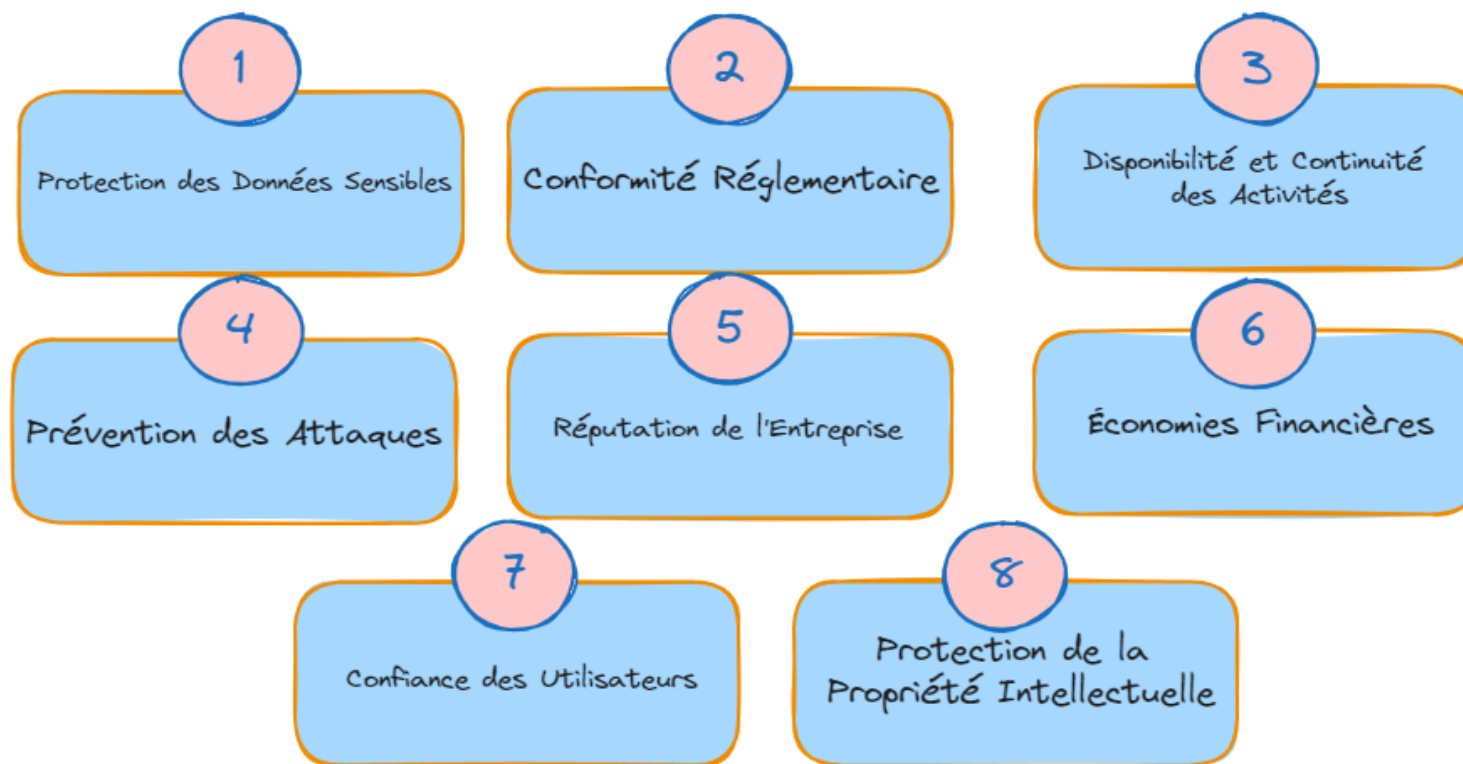 1
Protection des Données Sensibles
2
Conformité Réglementaire
3
Disponibilité et Continuité
des Activités
4
Prévention des Attaques
5
Réputation de l'Entreprise
6
Économies Financières
7
Confiance des Utilisateurs
8
Protection de la
Propriété Intellectuelle